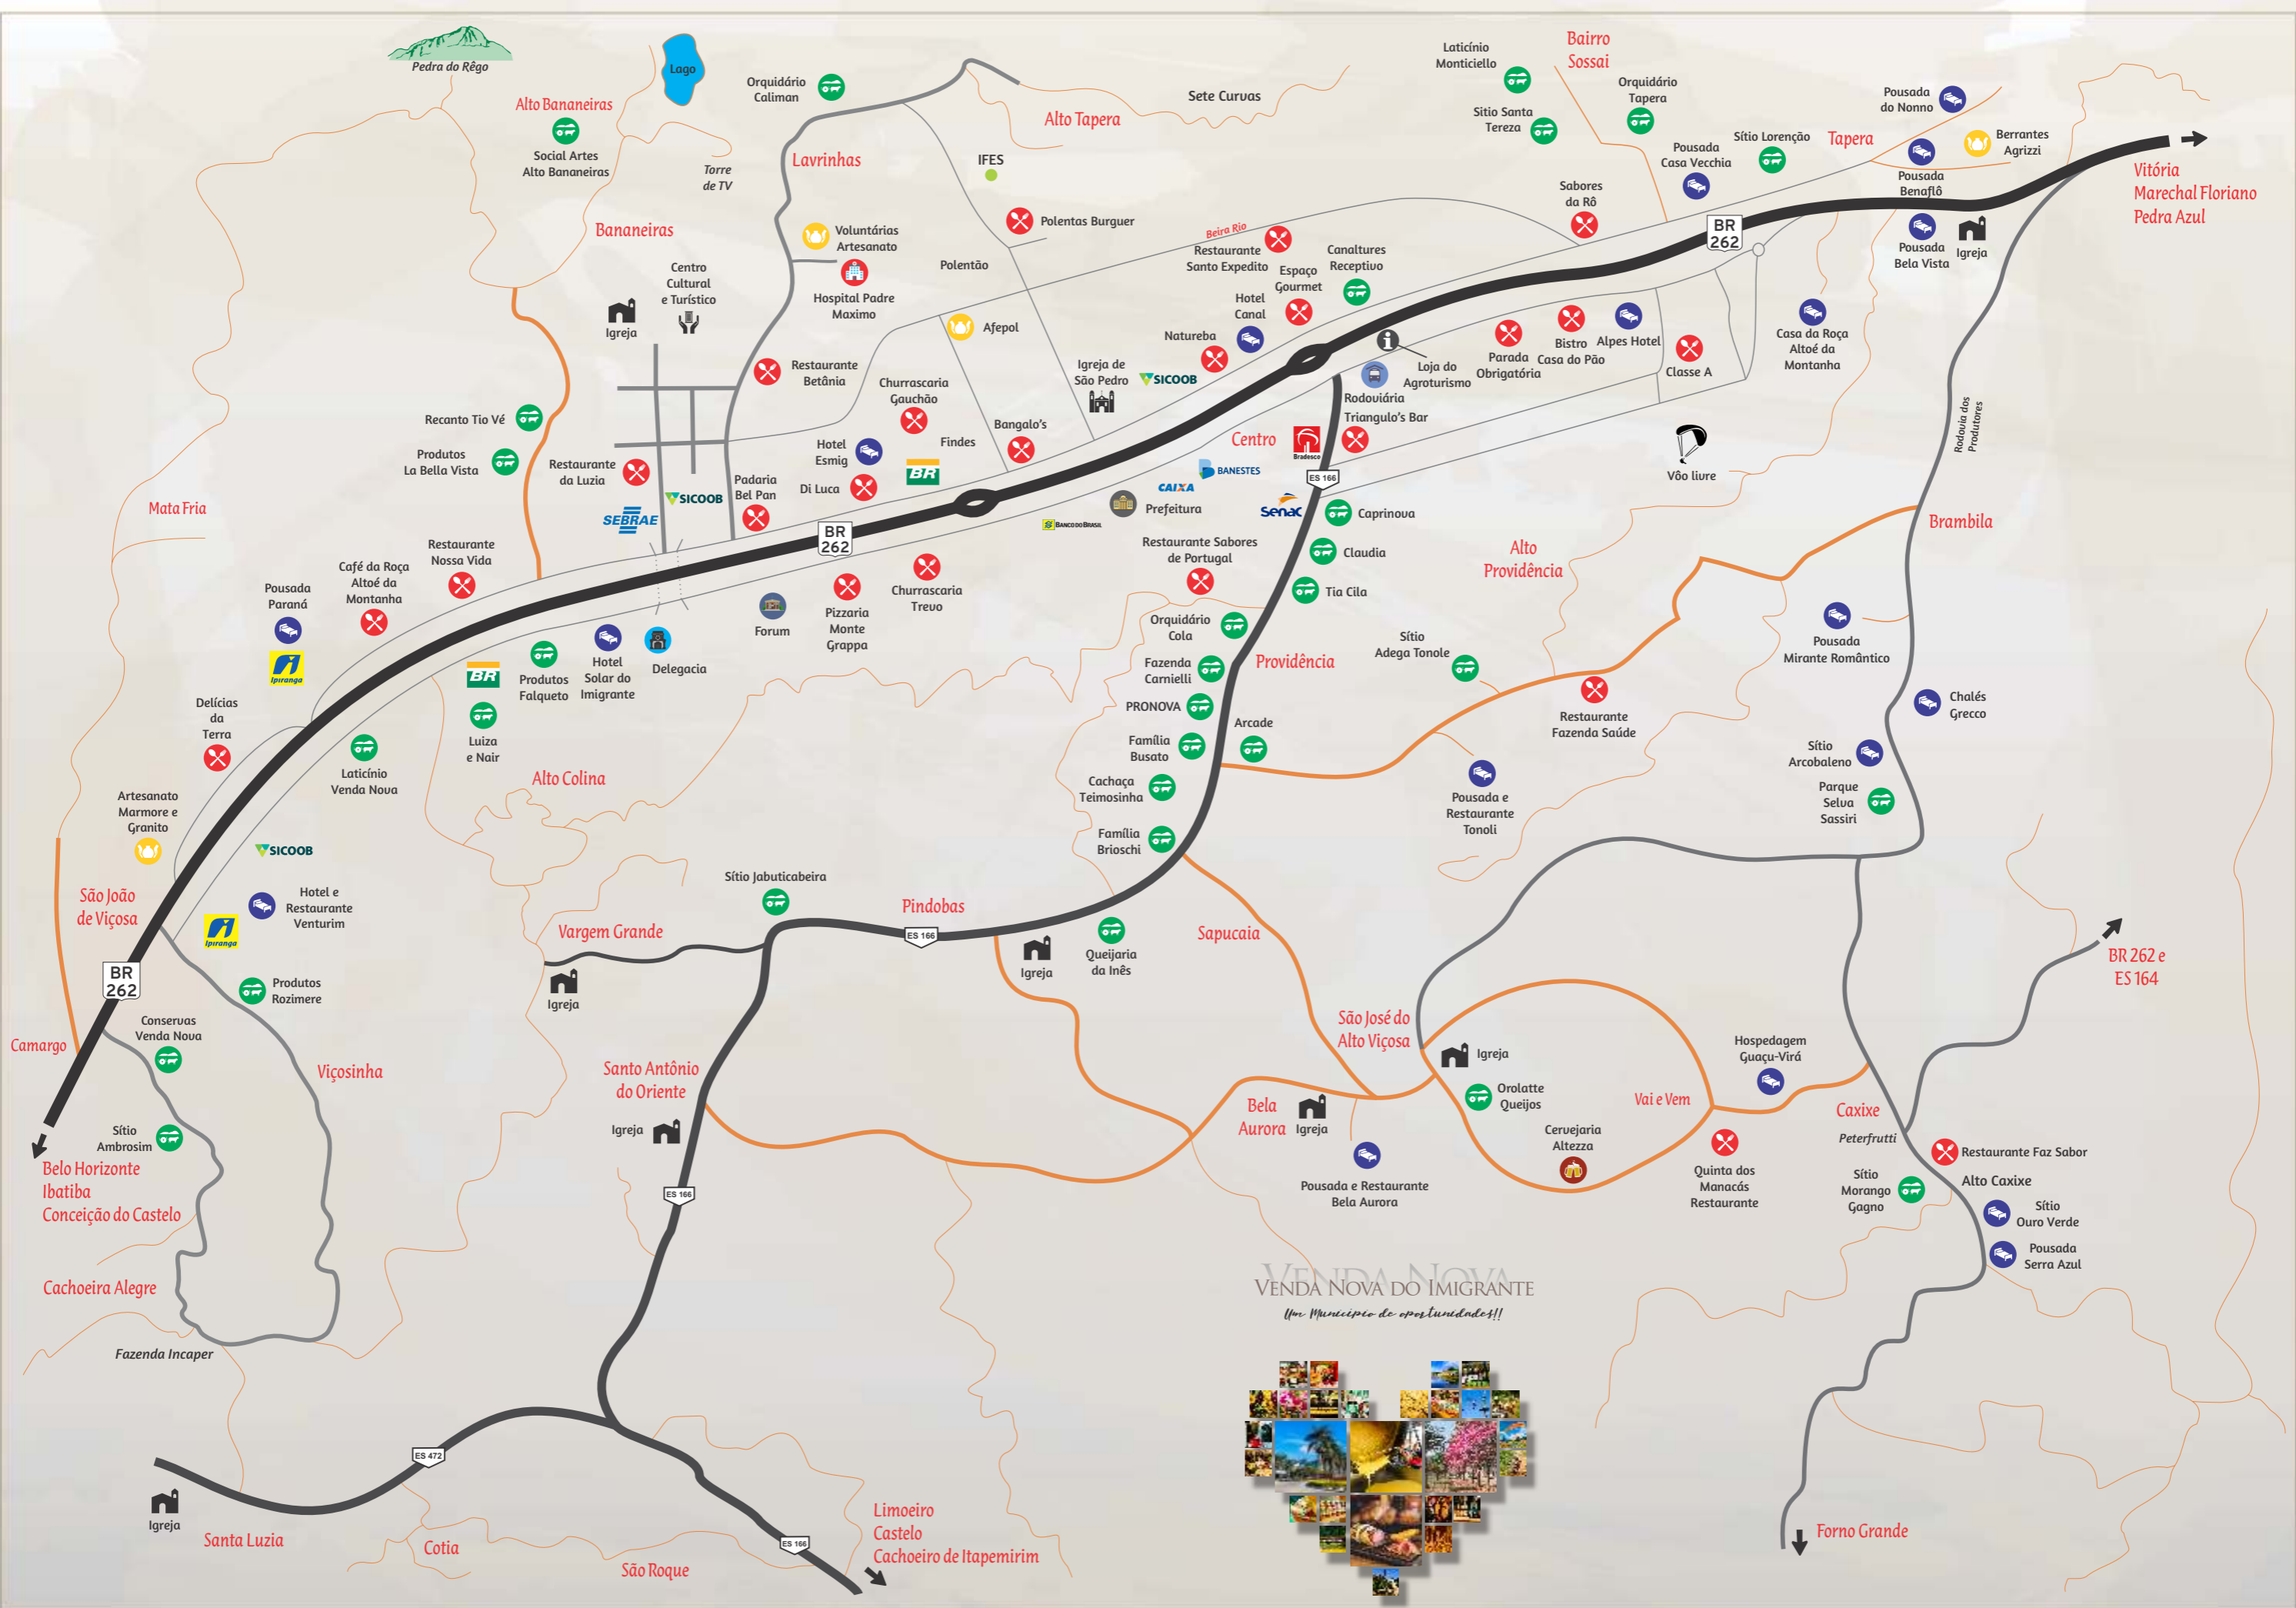 Pedra do Rêgo
Lago
Alto Bananeiras
Social Artes
Alto Bananeiras
Torre
de TV
Orquidário
Caliman
Lavrinhas
Alto Tapera
Sete Curvas
IFES
Laticínio
Monticiello
Bairro
Sossai
Sitio Santa
Tereza
Orquidário
Tapera
Pousada
Casa Vecchia
Sítio Lorenção
Tapera
Pousada
do Nonno
Berrantes
Agrizzi
Pousada
Benaflô
Vitória
Marechal Floriano
Pedra Azul
Pousada
Bela Vista
Igreja
Sabores
da Rô
BR
262
Bananeiras
Centro
Cultural
e Turístico
Igreja
Voluntárias
Artesanato
Hospital Padre
Maximo
Polentas Burguer
Polentão
Afepol
Beira Rio
Restaurante
Santo Expedito
Espaço
Gourmet
Canaltures
Receptivo
Hotel
Canal
Natureba
Igreja de
São Pedro
SICOOB
Loja do
Agroturismo
Rodoviária
Triangulo's Bar
Parada
Obrigatória
Bistro
Casa do Pão
Alpes Hotel
Classe A
Casa da Roça
Altoé da
Montanha
Rodovia dos
Produtores
Vôo livre
Restaurante
Betânia
Churrascaria
Gauchão
Findes
Bangalo's
Hotel
Esmig
BR
Di Luca
Padaria
Bel Pan
SICOOB
SEBRAE
Restaurante
da Luzia
Recanto Tio Vé
Produtos
La Bella Vista
Mata Fria
Centro
Bradesco
BANESTES
CAIXA
Prefeitura
BANCO DO BRASIL
Senac
ES 166
Caprinova
Claudia
Tia Cila
Restaurante Sabores
de Portugal
Alto
Providência
Brambila
BR
262
Restaurante
Nossa Vida
Café da Roça
Altoé da
Montanha
Pousada
Paraná
Ipiranga
Delícias
da
Terra
Forum
Pizzaria
Monte
Grappa
Churrascaria
Trevo
Delegacia
Hotel
Solar do
Imigrante
Produtos
Falqueto
BR
Luiza
e Nair
Laticínio
Venda Nova
Alto Colina
Orquidário
Cola
Fazenda
Carnielli
Providência
PRONOVA
Arcade
Família
Busato
Cachaça
Teimosinha
Família
Brioschi
Sítio
Adega Tonole
Restaurante
Fazenda Saúde
Pousada e
Restaurante
Tonoli
Pousada
Mirante Romântico
Chalés
Grecco
Sítio
Arcobaleno
Parque
Selva
Sassiri
Artesanato
Marmore e
Granito
SICOOB
São João
de Viçosa
Ipiranga
Hotel e
Restaurante
Venturim
BR
262
Produtos
Rozimere
Conservas
Venda Nova
Camargo
Viçosinha
Sítio
Ambrosim
Belo Horizonte
Ibatiba
Conceição do Castelo
Cachoeira Alegre
Fazenda Incaper
Sítio Jabuticabeira
Vargem Grande
Igreja
Pindobas
ES 166
Igreja
Queijaria
da Inês
Sapucaia
Santo Antônio
do Oriente
Igreja
ES 166
São José do
Alto Viçosa
Igreja
Orolatte
Queijos
Bela
Aurora
Igreja
Cervejaria
Altezza
Pousada e Restaurante
Bela Aurora
Vai e Vem
Hospedagem
Guaçu-Virá
Quinta dos
Manacás
Restaurante
Caxixe
Peterfrutti
Restaurante Faz Sabor
Alto Caxixe
Sítio
Morango
Gagno
Sítio
Ouro Verde
Pousada
Serra Azul
BR 262 e
ES 164
Forno Grande
VENDA NOVA
VENDA NOVA DO IMIGRANTE
Um Município de oportunidades!!
ES 472
Igreja
Santa Luzia
Cotia
São Roque
ES 166
Limoeiro
Castelo
Cachoeiro de Itapemirim